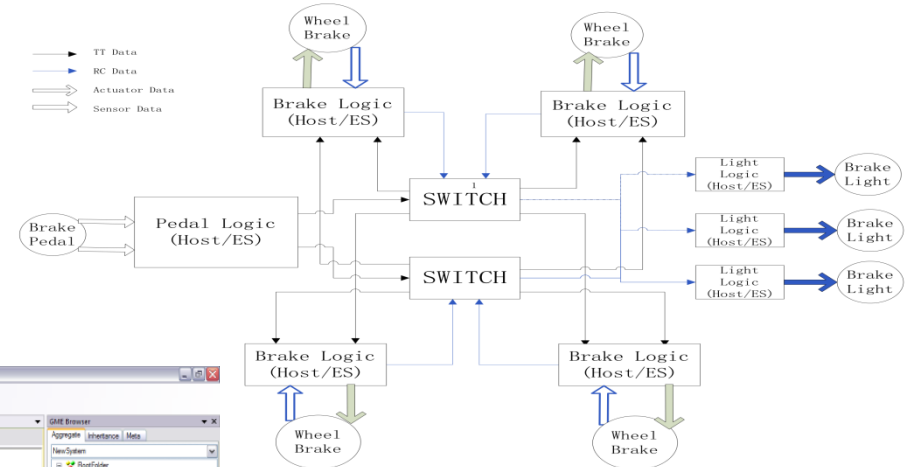 TT Data
RC Data
Actuator Data
Sensor Data
Wheel
Brake
Wheel
Brake
Brake Logic
(Host/ES)
Brake Logic
(Host/ES)
Brake
Pedal
Pedal Logic
(Host/ES)
1
SWITCH
SWITCH
Light
Logic
(Host/ES)
Brake
Light
Light
Logic
(Host/ES)
Brake
Light
Light
Logic
(Host/ES)
Brake
Light
Brake Logic
(Host/ES)
Brake Logic
(Host/ES)
Wheel
Brake
Wheel
Brake
GME Browser
Aggregate Inheritance Meta
NewSystem
RootFolder